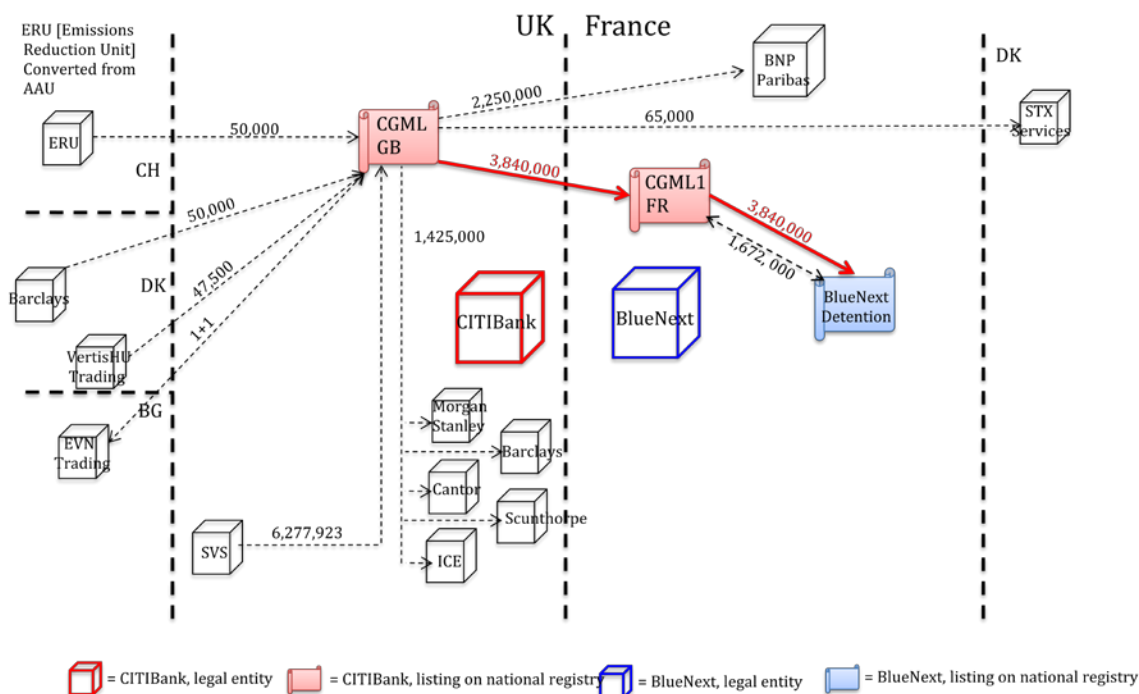 UK
France
ERU [Emissions
Reduction Unit]
Converted from
AAU
DK
BNP
Paribas
2,250,000
STX
Services
65,000
ERU
50,000
CGML
GB
3,840,000
CH
CGML1
FR
3,840,000
50,000
1,425,000
1,672, 000
47,500
DK
Barclays
CITIBank
BlueNext
BlueNext
Detention
1+1
VertisHU
Trading
BG
Morgan
Stanley
EVN
Trading
Barclays
Cantor
Scunthorpe
6,277,923
SVS
ICE
= CITIBank, legal entity
= CITIBank, listing on national registry
= BlueNext, legal entity
= BlueNext, listing on national registry